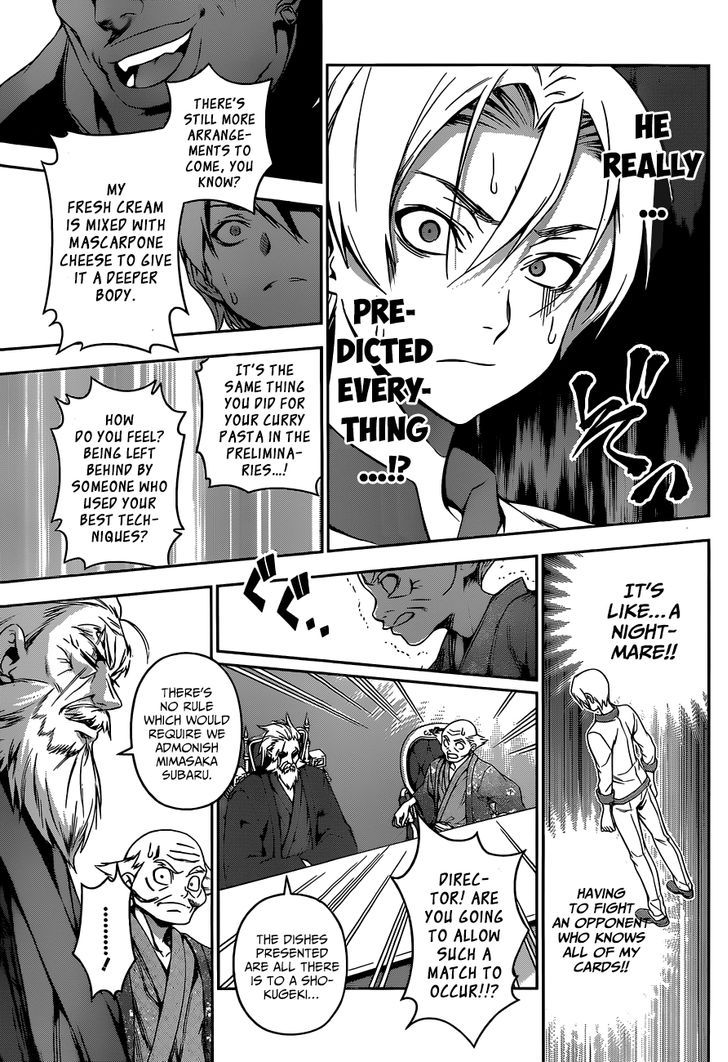 HE
REALLY
...
PRE-
DICTED
EVERY-
THING
...!?
THERE'S
STILL MORE
ARRANGE-
MENTS TO
COME, YOU
KNOW?
MY
FRESH CREAM
IS MIXED WITH
MASCARPONE
CHEESE TO GIVE
IT A DEEPER
BODY.
IT'S THE
SAME THING
YOU DID FOR
YOUR CURRY
PASTA IN THE
PRELIMINA-
RIES...!
HOW
DO YOU FEEL?
BEING LEFT
BEHIND BY
SOMEONE WHO
USED YOUR
BEST TECH-
NIQUES?
IT'S
LIKE...A
NIGHT-
MARE!!
HAVING
TO FIGHT
AN OPPONENT
WHO KNOWS
ALL OF MY
CARDS!!
DIREC-
TOR! ARE
YOU GOING
TO ALLOW
SUCH A
MATCH TO
OCCUR!!?
THE DISHES
PRESENTED
ARE ALL THERE
IS TO A SHO-
KUGEKI...
THERE'S
NO RULE
WHICH WOULD
REQUIRE WE
ADMONISH
MIMASAKA
SUBARU.
.........!